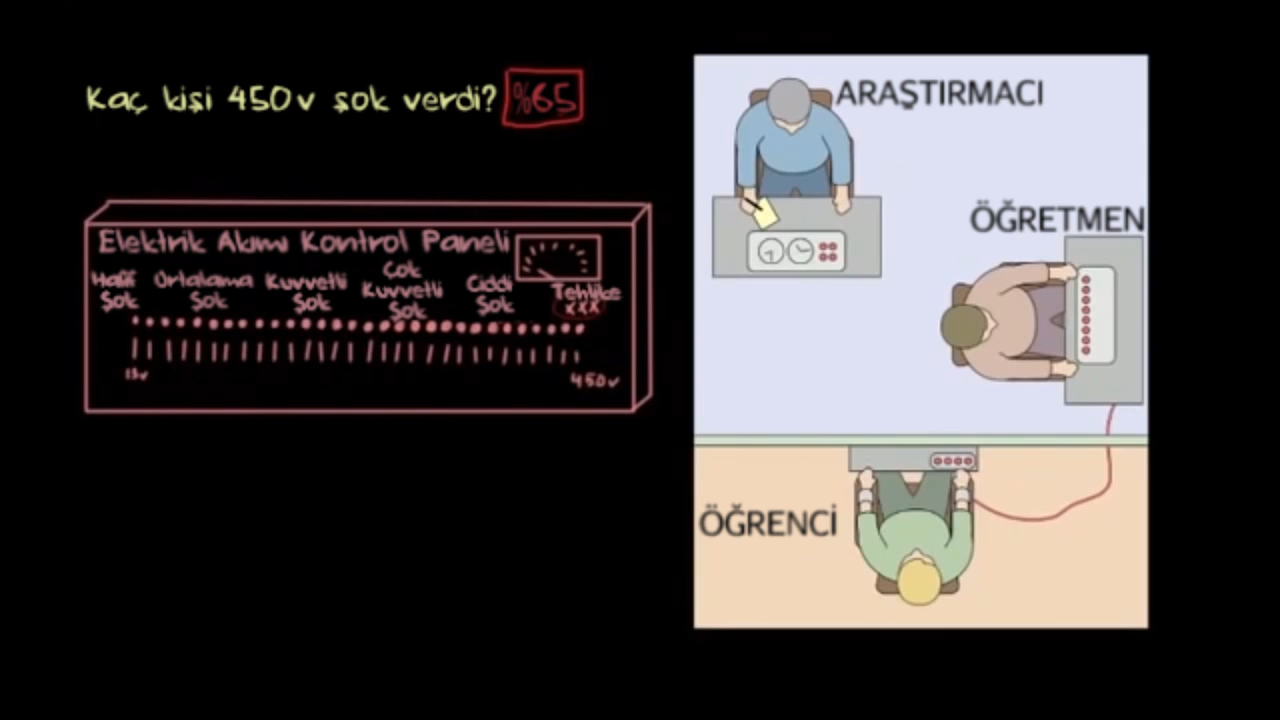 Kaç kişi 450v şok verdi? %65
Elektrik Akımı Kontrol Paneli
Hafif Şok
Ortalama Şok
Kuvvetli Şok
Çok Kuvvetli Şok
Ciddi Şok
Tehlike XXX
15v
450v
ARAŞTIRMACI
ÖĞRETMEN
ÖĞRENCİ